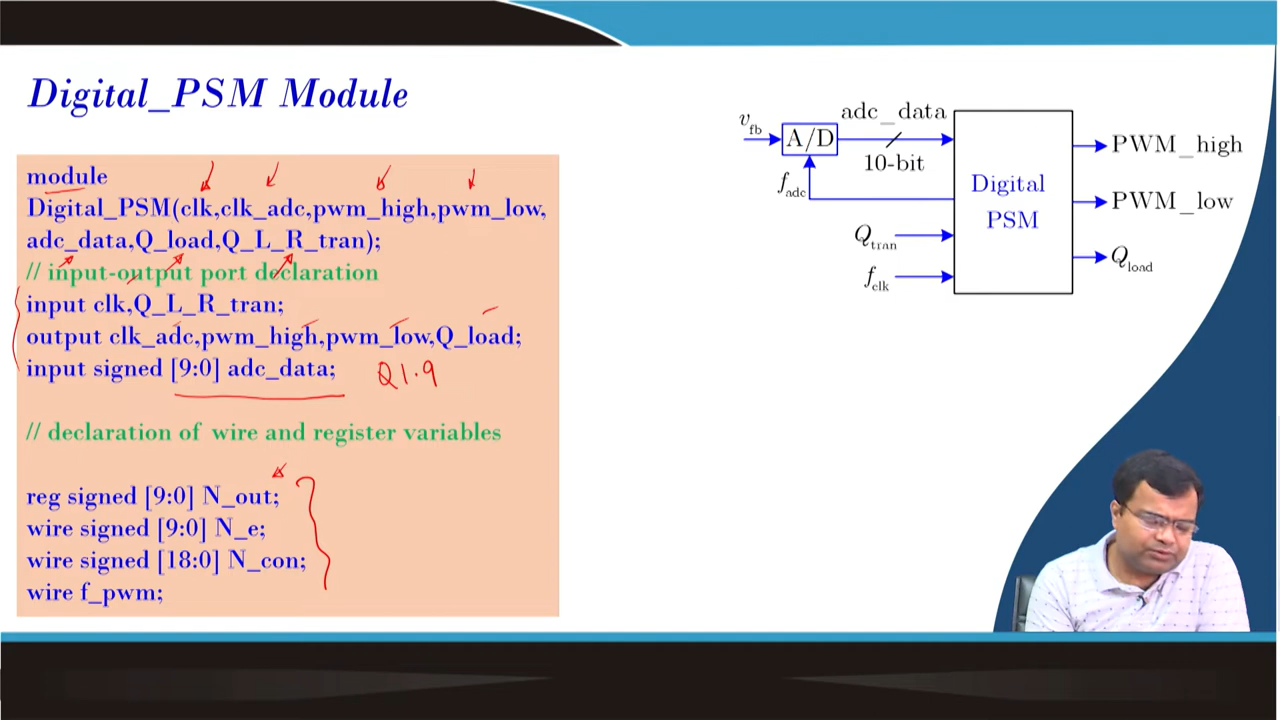 Digital_PSM Module
module
Digital_PSM(clk,clk_adc,pwm_high,pwm_low,
adc_data,Q_load,Q_L_R_tran);
// input-output port declaration
input clk,Q_L_R_tran;
output clk_adc,pwm_high,pwm_low,Q_load;
input signed [9:0] adc_data;
Q1.9
// declaration of wire and register variables
reg signed [9:0] N_out;
wire signed [9:0] N_e;
wire signed [18:0] N_con;
wire f_pwm;
adc_data
v_fb
A/D
10-bit
f_adc
Q_tran
f_clk
Digital
PSM
PWM_high
PWM_low
Q_load